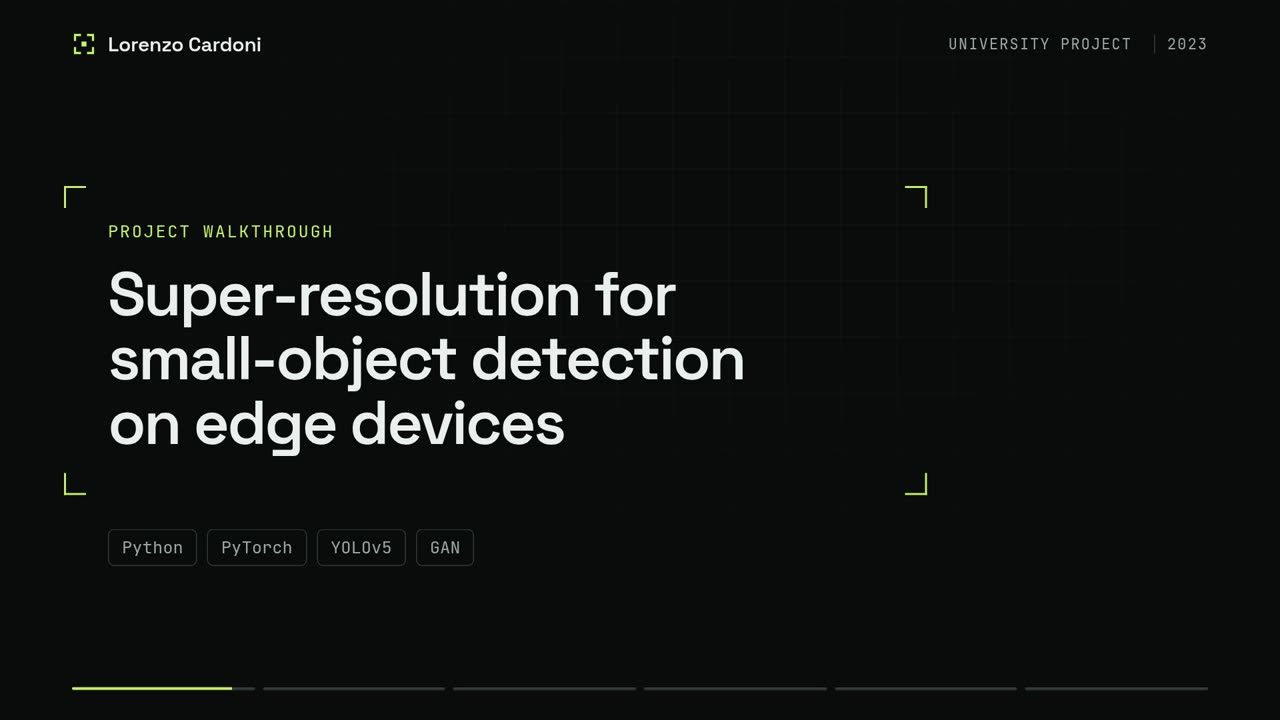 Lorenzo Cardoni
UNIVERSITY PROJECT | 2023
PROJECT WALKTHROUGH
Super-resolution for
small-object detection
on edge devices
Python PyTorch YOLOv5 GAN